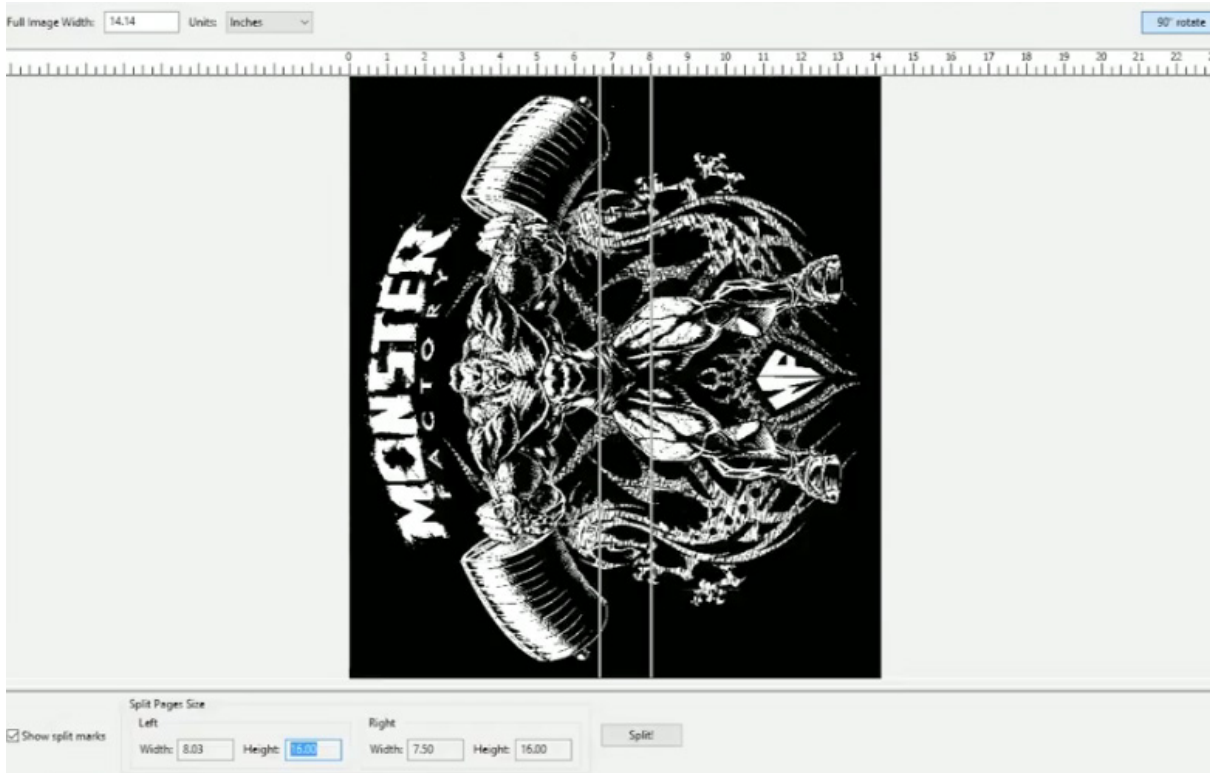 Full Image Width: 14.14 Units: Inches 90° rotate
0 1 2 3 4 5 6 7 8 9 10 11 12 13 14 15 16 17 18 19 20 21 22
MONSTER
FACTORY
MF
Split Pages Size
Left Right
Show split marks Width: 8.03 Height: 16.00 Width: 7.50 Height: 16.00 Split!